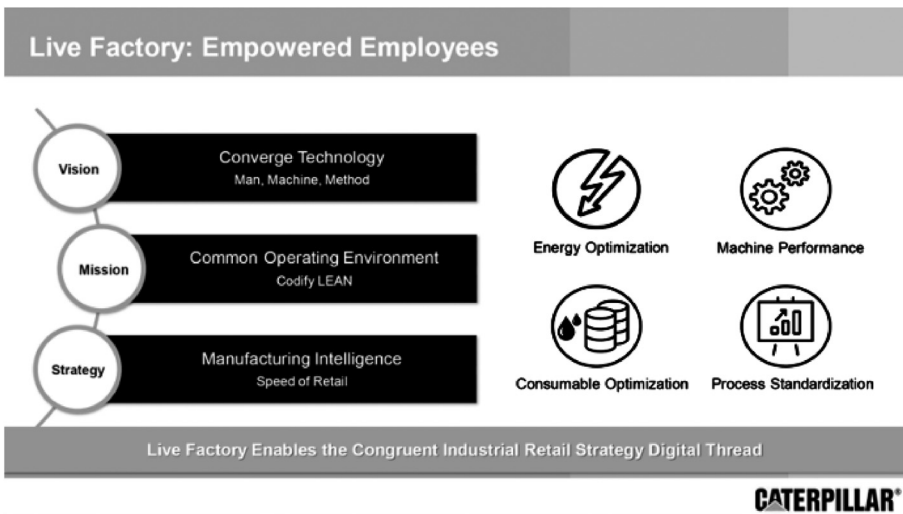 Live Factory: Empowered Employees
Vision
Converge Technology
Man, Machine, Method
Mission
Common Operating Environment
Codify LEAN
Strategy
Manufacturing Intelligence
Speed of Retail
Energy Optimization
Machine Performance
Consumable Optimization
Process Standardization
Live Factory Enables the Congruent Industrial Retail Strategy Digital Thread
CATERPILLAR®